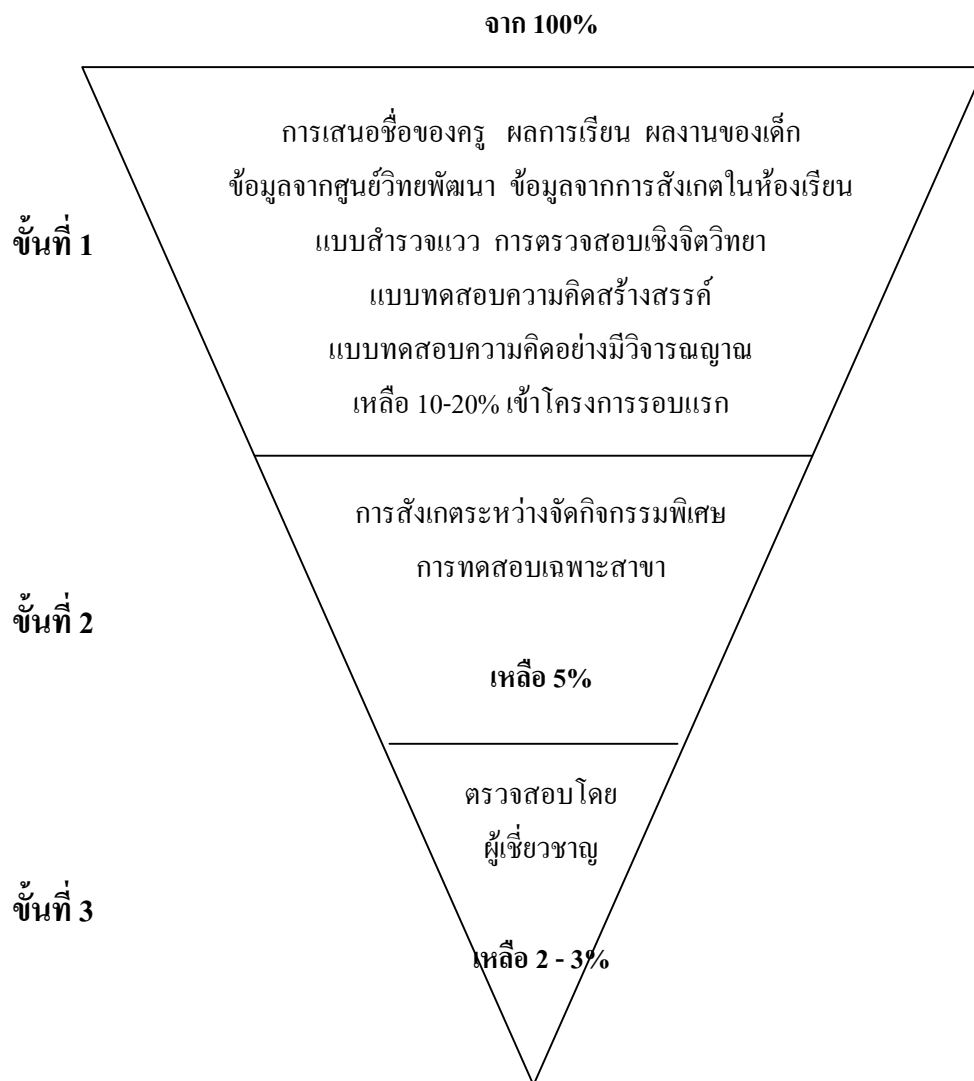 จาก 100%
การเสนอชื่อของครู ผลการเรียน ผลงานของเด็ก
ข้อมูลจากศูนย์วิทยพัฒนา ข้อมูลจากการสังเกตในห้องเรียน
ขั้นที่ 1
แบบสำรวจแวว การตรวจสอบเชิงจิตวิทยา
แบบทดสอบความคิดสร้างสรรค์
แบบทดสอบความคิดอย่างมีวิจารณญาณ
เหลือ 10-20% เข้าโครงการรอบแรก
การสังเกตระหว่างจัดกิจกรรมพิเศษ
การทดสอบเฉพาะสาขา
ขั้นที่ 2
เหลือ 5%
ตรวจสอบโดย
ผู้เชี่ยวชาญ
ขั้นที่ 3
เหลือ 2 - 3%